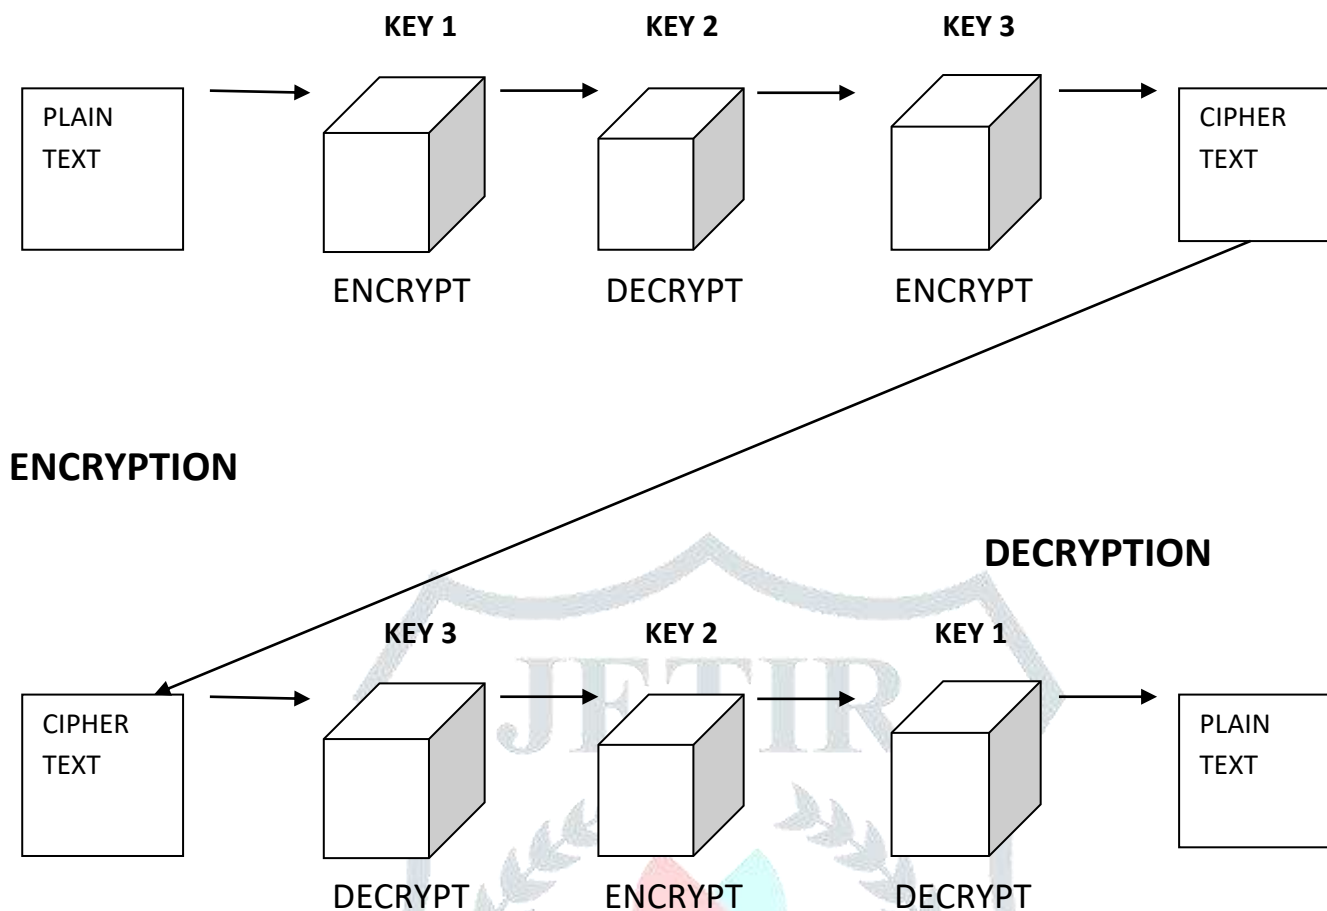 KEY 1 KEY 2 KEY 3
PLAIN
TEXT
CIPHER
TEXT
ENCRYPT DECRYPT ENCRYPT
ENCRYPTION
DECRYPTION
KEY 3 KEY 2 KEY 1
JETIR
CIPHER
TEXT
PLAIN
TEXT
DECRYPT ENCRYPT DECRYPT